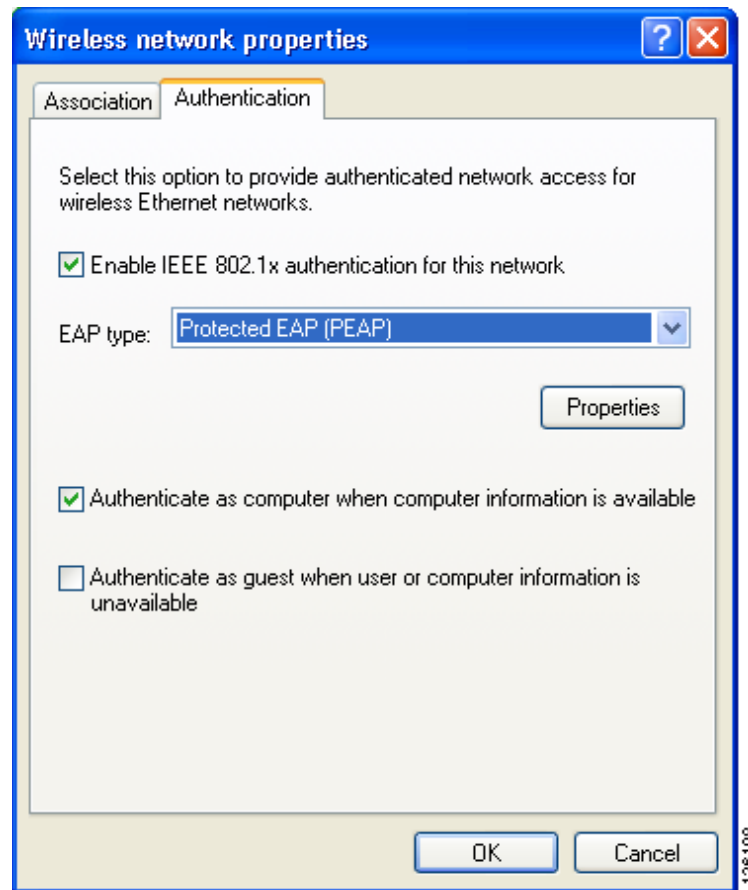 Wireless network properties
Association
Authentication
Select this option to provide authenticated network access for
wireless Ethernet networks.
Enable IEEE 802.1x authentication for this network
EAP type:
Protected EAP (PEAP)
Properties
Authenticate as computer when computer information is available
Authenticate as guest when user or computer information is
unavailable
OK
Cancel